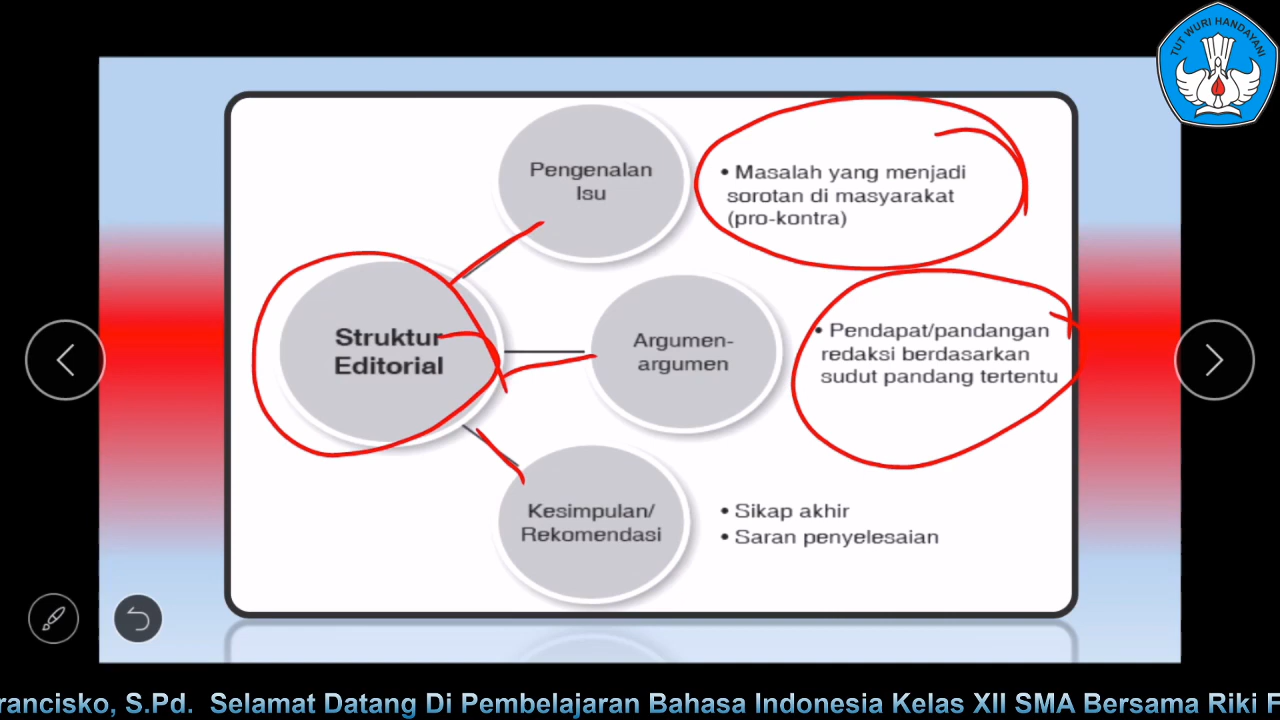 TUT WURI HANDAYANI
Pengenalan
Isu
• Masalah yang menjadi
sorotan di masyarakat
(pro-kontra)
Struktur
Editorial
Argumen-
argumen
• Pendapat/pandangan
redaksi berdasarkan
sudut pandang tertentu
Kesimpulan/
Rekomendasi
• Sikap akhir
• Saran penyelesaian
rancisko, S.Pd. Selamat Datang Di Pembelajaran Bahasa Indonesia Kelas XII SMA Bersama Riki F